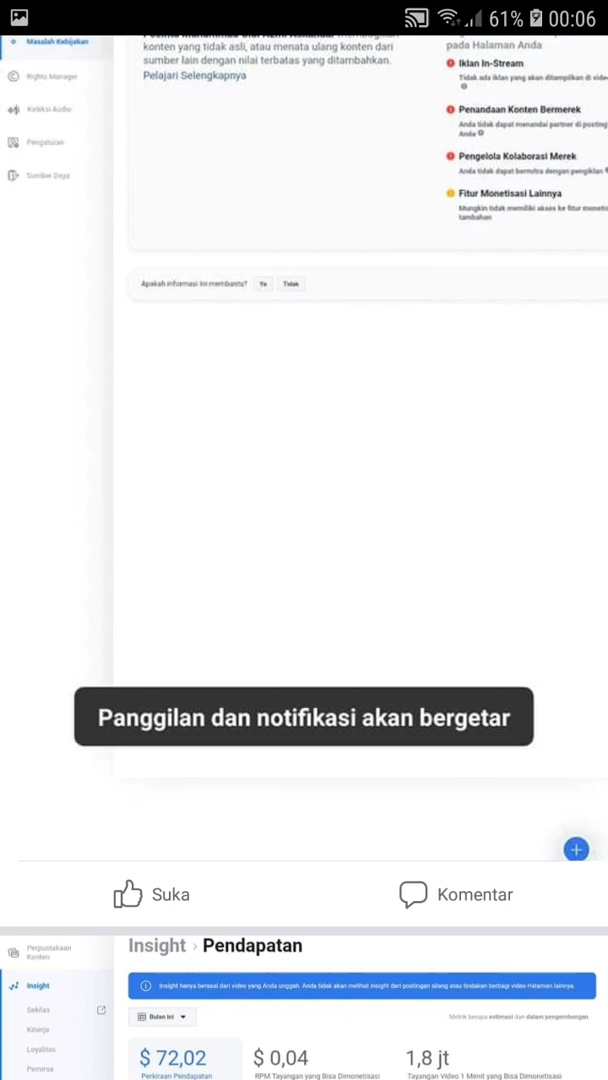 61% 00:06
Masalah Kebijakan
Rights Manager
Koleksi Audio
Pengaturan
Sumber Daya
konten yang tidak asli, atau menata ulang konten dari
sumber lain dengan nilai terbatas yang ditambahkan.
Pelajari Selengkapnya
pada Halaman Anda
Iklan In-Stream
Tidak ada iklan yang akan ditampilkan di vide
Penandaan Konten Bermerek
Anda tidak dapat menandai partner di posting
Anda
Pengelola Kolaborasi Merek
Anda tidak dapat bermitra dengan pengiklan
Fitur Monetisasi Lainnya
Mungkin tidak memiliki akses ke fitur monetis
tambahan
Apakah informasi ini membantu? Ya Tidak
Panggilan dan notifikasi akan bergetar
Suka
Komentar
Perpustakaan
Konten
Insight
Sekilas
Kinerja
Loyalitas
Pemirsa
Insight › Pendapatan
Insight hanya berasal dari video yang Anda unggah. Anda tidak akan melihat insight dari postingan silang atau tindakan berbagi video Halaman lainnya.
Bulan ini
Metrik berupa estimasi dan dalam pengembangan.
$ 72,02
Perkiraan Pendapatan
$ 0,04
RPM Tayangan yang Bisa Dimonetisasi
1,8 jt
Tayangan Video 1 Menit yang Bisa Dimonetisasi